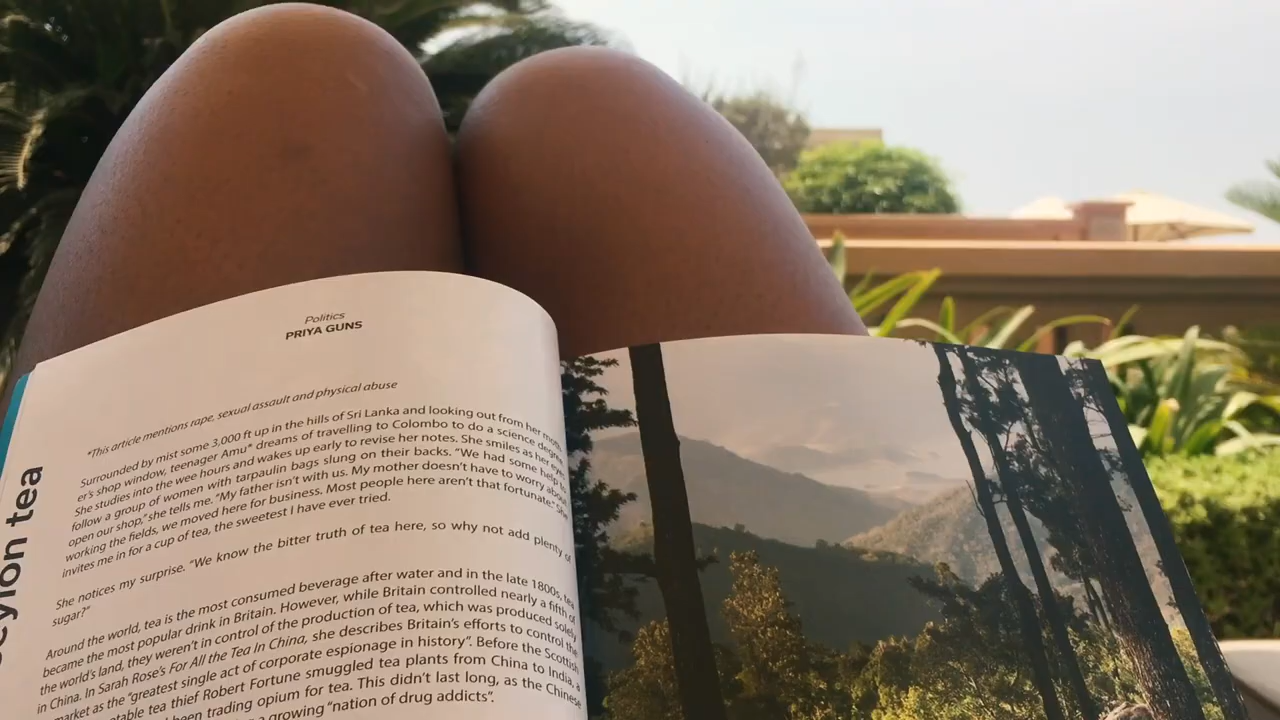 Politics
PRIYA GUNS
*This article mentions rape, sexual assault and physical abuse
Surrounded by mist some 3,000 ft up in the hills of Sri Lanka and looking out from her moth-
er's shop window, teenager Amu* dreams of travelling to Colombo to do a science degree.
She studies into the wee hours and wakes up early to revise her notes. She smiles as her eyes
follow a group of women with tarpaulin bags slung on their backs. "We had some help to
open our shop," she tells me. "My father isn't with us. My mother doesn't have to worry about
working the fields, we moved here for business. Most people here aren't that fortunate." She
invites me in for a cup of tea, the sweetest I have ever tried.
She notices my surprise. "We know the bitter truth of tea here, so why not add plenty of
sugar?"
Around the world, tea is the most consumed beverage after water and in the late 1800s, tea
became the most popular drink in Britain. However, while Britain controlled nearly a fifth of
the world's land, they weren't in control of the production of tea, which was produced solely
in China. In Sarah Rose's For All the Tea In China, she describes Britain's efforts to control the
market as the "greatest single act of corporate espionage in history". Before the Scottish
table tea thief Robert Fortune smuggled tea plants from China to India, a
been trading opium for tea. This didn't last long, as the Chinese
a growing "nation of drug addicts".
eylon tea